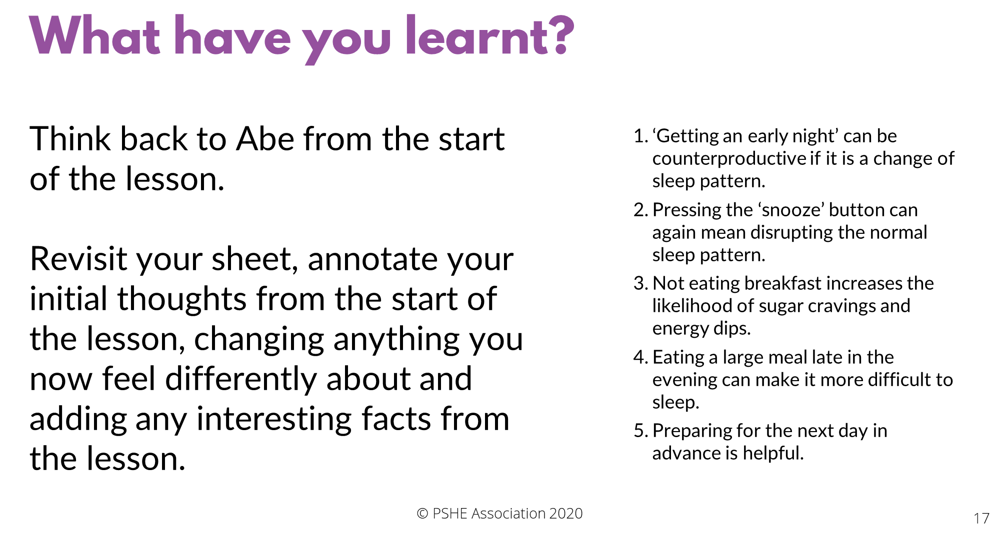 What have you learnt?
Think back to Abe from the start
of the lesson.
Revisit your sheet, annotate your
initial thoughts from the start of
the lesson, changing anything you
now feel differently about and
adding any interesting facts from
the lesson.
1. ‘Getting an early night’ can be
counterproductive if it is a change of
sleep pattern.
2. Pressing the ‘snooze’ button can
again mean disrupting the normal
sleep pattern.
3. Not eating breakfast increases the
likelihood of sugar cravings and
energy dips.
4. Eating a large meal late in the
evening can make it more difficult to
sleep.
5. Preparing for the next day in
advance is helpful.
© PSHE Association 2020
17